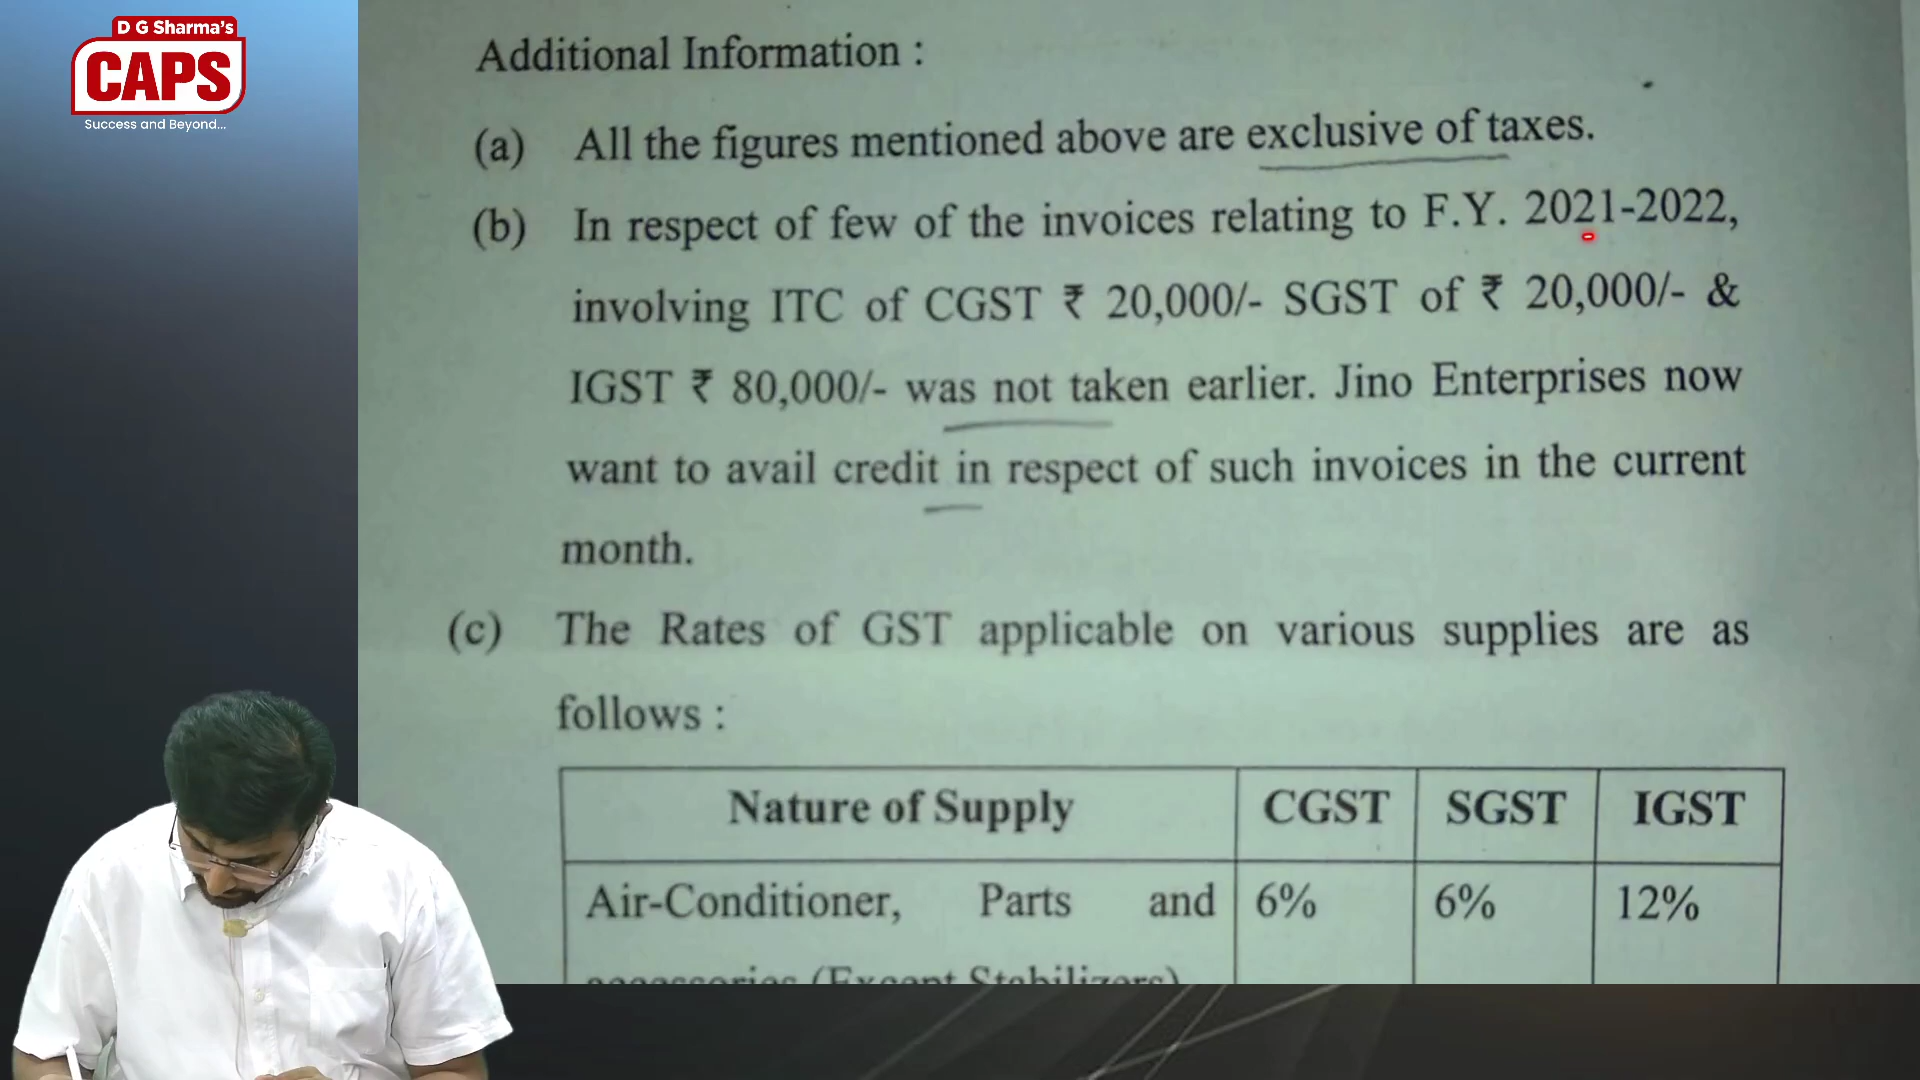 D G Sharma's
CAPS
Success and Beyond...
Additional Information :
(a) All the figures mentioned above are exclusive of taxes.
(b) In respect of few of the invoices relating to F.Y. 2021-2022,
involving ITC of CGST ₹ 20,000/- SGST of ₹ 20,000/- &
IGST ₹ 80,000/- was not taken earlier. Jino Enterprises now
want to avail credit in respect of such invoices in the current
month.
(c) The Rates of GST applicable on various supplies are as
follows :
Nature of Supply CGST SGST IGST
Air-Conditioner, Parts and 6% 6% 12%
accessories (Except Stabilizers)